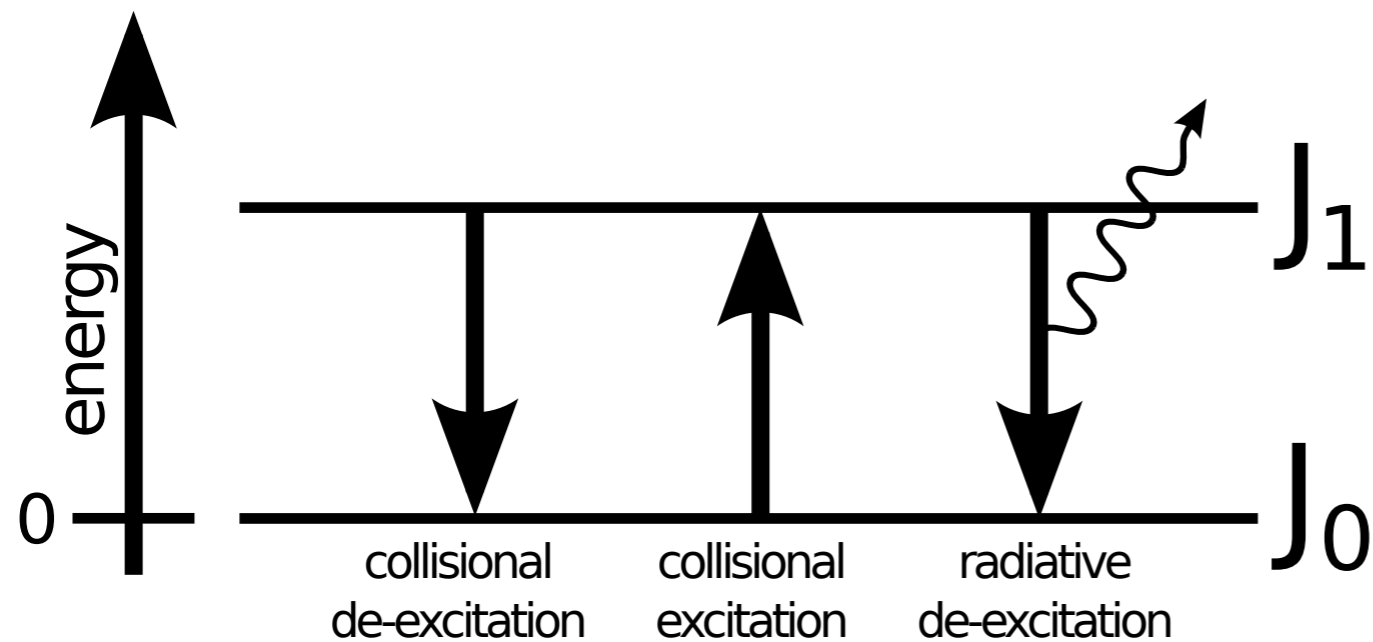 energy
0
J1
J0
collisional
de-excitation
collisional
excitation
radiative
de-excitation